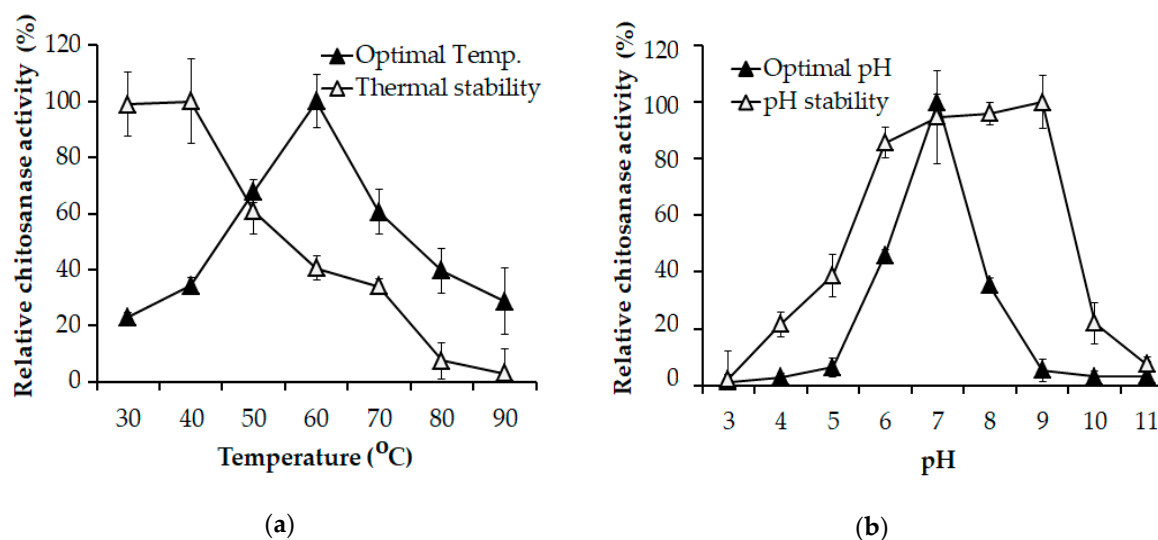 Relative chitosanase activity (%)
120
100
80
60
40
20
0
Optimal Temp.
Thermal stability
30 40 50 60 70 80 90
Temperature (°C)
(a)
Relative chitosanase activity (%)
120
100
80
60
40
20
0
Optimal pH
pH stability
3 4 5 6 7 8 9 10 11
pH
(b)